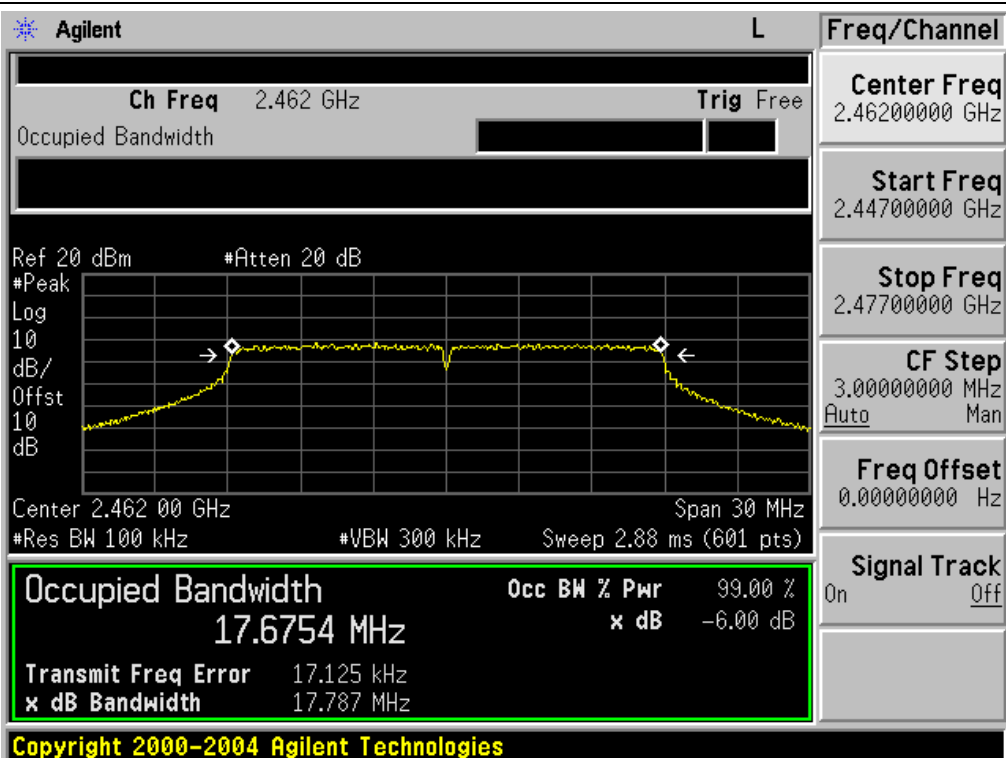 Agilent L Freq/Channel
Ch Freq 2.462 GHz Trig Free
Occupied Bandwidth
Center Freq
2.46200000 GHz
Start Freq
2.44700000 GHz
Stop Freq
2.47700000 GHz
CF Step
3.00000000 MHz
Auto Man
Freq Offset
0.00000000 Hz
Signal Track
On Off
Ref 20 dBm #Atten 20 dB
#Peak
Log
10
dB/
Offst
10
dB
Center 2.462 00 GHz Span 30 MHz
#Res BW 100 kHz #VBW 300 kHz Sweep 2.88 ms (601 pts)
Occupied Bandwidth Occ BW % Pwr 99.00 %
17.6754 MHz x dB -6.00 dB
Transmit Freq Error 17.125 kHz
x dB Bandwidth 17.787 MHz
Copyright 2000-2004 Agilent Technologies